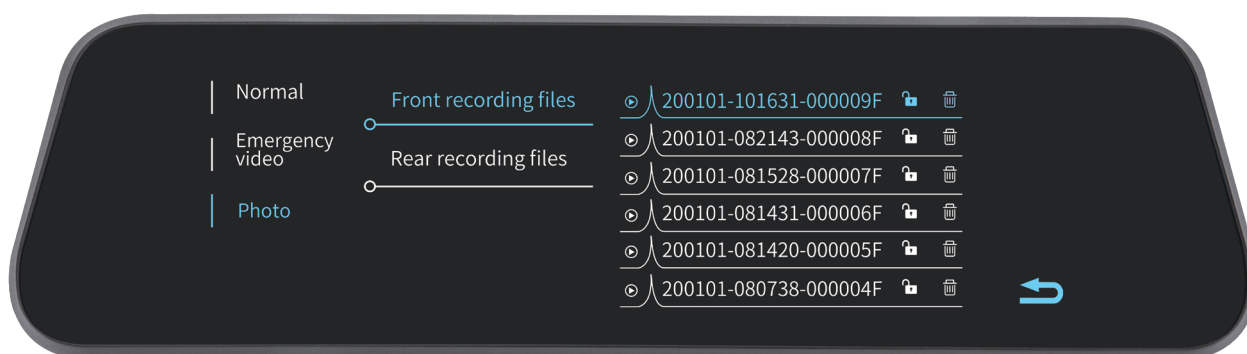 Normal
Emergency
video
Photo
Front recording files
Rear recording files
200101-101631-000009F
200101-082143-000008F
200101-081528-000007F
200101-081431-000006F
200101-081420-000005F
200101-080738-000004F